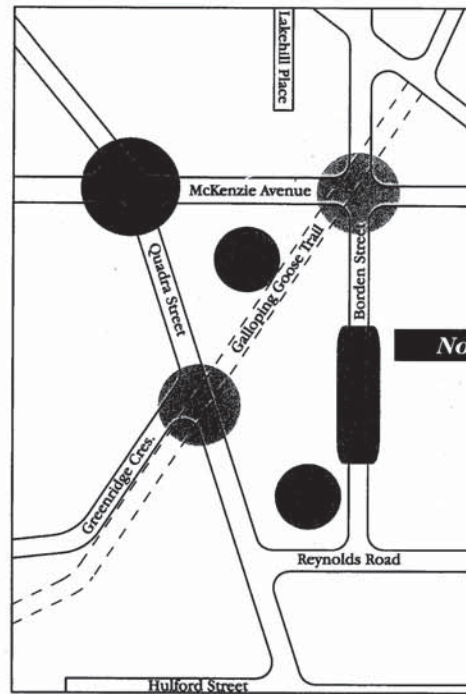 Lakehill Place
McKenzie Avenue
Quadra Street
Galloping Goose Trail
Borden Street
No
Greenridge Cres.
Reynolds Road
Hulford Street